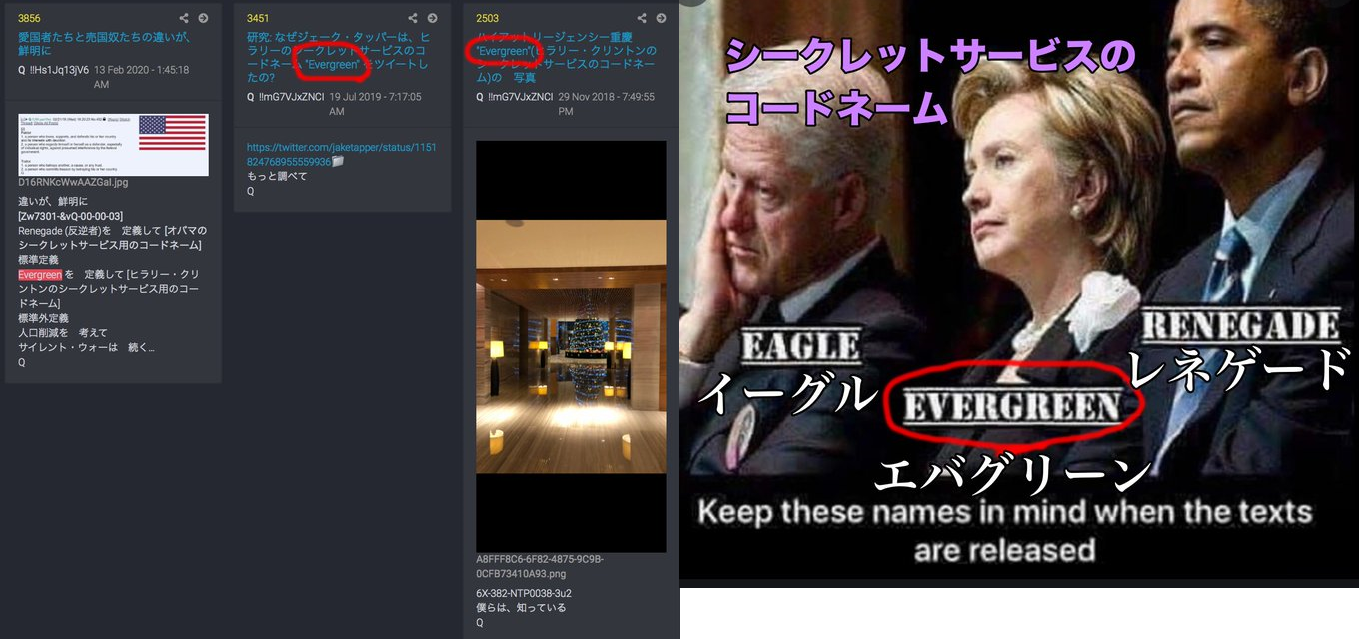 3856
愛国者たちと売国奴たちの違いが、
鮮明に
Q !!Hs1Jq13jV6 13 Feb 2020 - 1:45:18
AM
D16RNKcWwAAZGaI.jpg
違いが、鮮明に
[Zw7301-&vQ-00-00-03]
Renegade (反逆者)を 定義して [オバマの
シークレットサービス用のコードネーム]
標準定義
Evergreen を 定義して [ヒラリー・クリ
ントンのシークレットサービス用のコー
ドネーム]
標準外定義
人口削減を 考えて
サイレント・ウォーは 続く...
Q
3451
研究: なぜジェーク・タッパーは、ヒ
ラリーのシークレットサービスのコ
ードネーム "Evergreen" をツイートし
たの?
Q !!mG7VJxZNCI 19 Jul 2019 - 7:17:05
AM
https://twitter.com/jaketapper/status/1151
824768955559936
もっと調べて
Q
2503
ハイアットリージェンシー重慶
"Evergreen"(ヒラリー・クリントンの
シークレットサービスのコードネー
ム)の 写真
Q !!mG7VJxZNCI 29 Nov 2018 - 7:49:55
PM
A8FFF8C6-6F82-4875-9C9B-
0CFB73410A93.png
6X-382-NTP0038-3u2
僕らは、知っている
Q
シークレットサービスの
コードネーム
EAGLE
イーグル
EVERGREEN
エバグリーン
RENEGADE
レネゲード
Keep these names in mind when the texts
are released